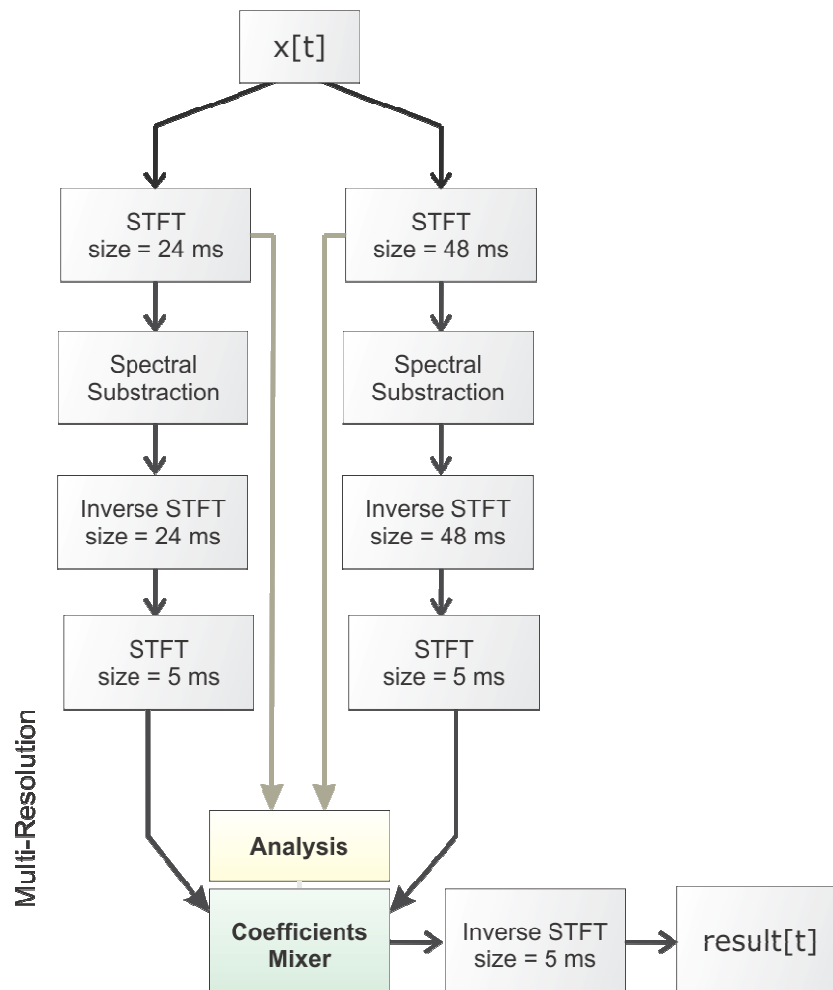 x[t]
STFT
size = 24 ms
STFT
size = 48 ms
Spectral
Substraction
Spectral
Substraction
Inverse STFT
size = 24 ms
Inverse STFT
size = 48 ms
STFT
size = 5 ms
STFT
size = 5 ms
Multi-Resolution
Analysis
Coefficients
Mixer
Inverse STFT
size = 5 ms
result[t]